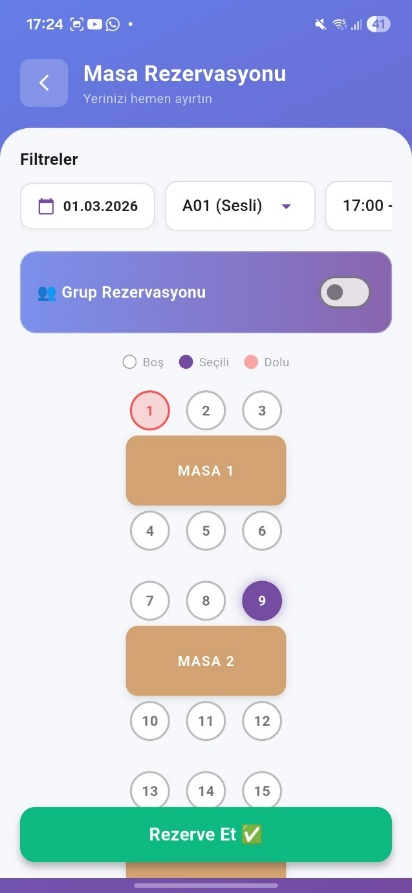 17:24 41
Masa Rezervasyonu
Yerinizi hemen ayırtın
Filtreler
01.03.2026 A01 (Sesli) 17:00 -
Grup Rezervasyonu
Boş Seçili Dolu
1 2 3
MASA 1
4 5 6
7 8 9
MASA 2
10 11 12
13 14 15
Rezerve Et ✅